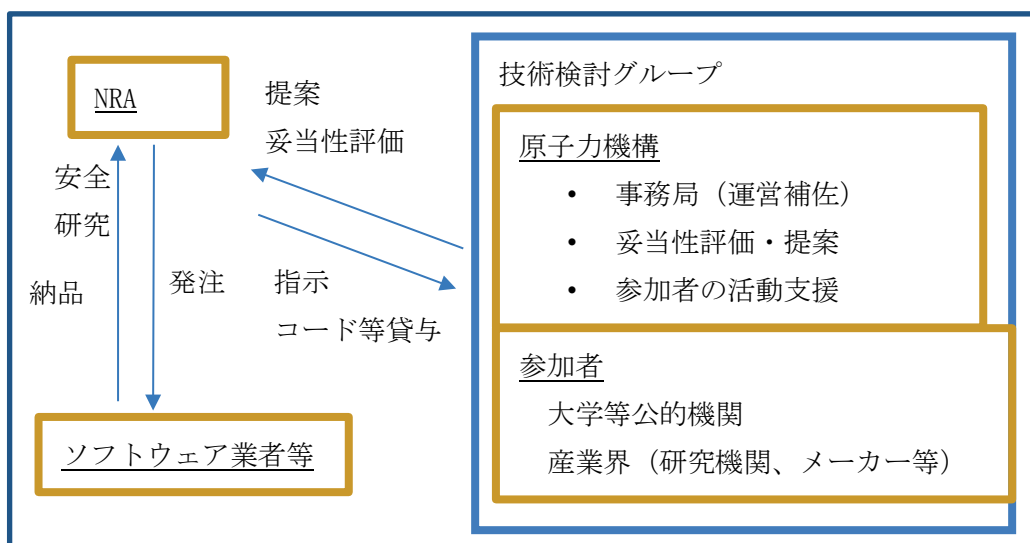 NRA
提案
妥当性評価
安全
研究
納品
発注
指示
コード等貸与
ソフトウェア業者等
技術検討グループ
原子力機構
• 事務局（運営補佐）
• 妥当性評価・提案
• 参加者の活動支援
参加者
大学等公的機関
産業界（研究機関、メーカー等）